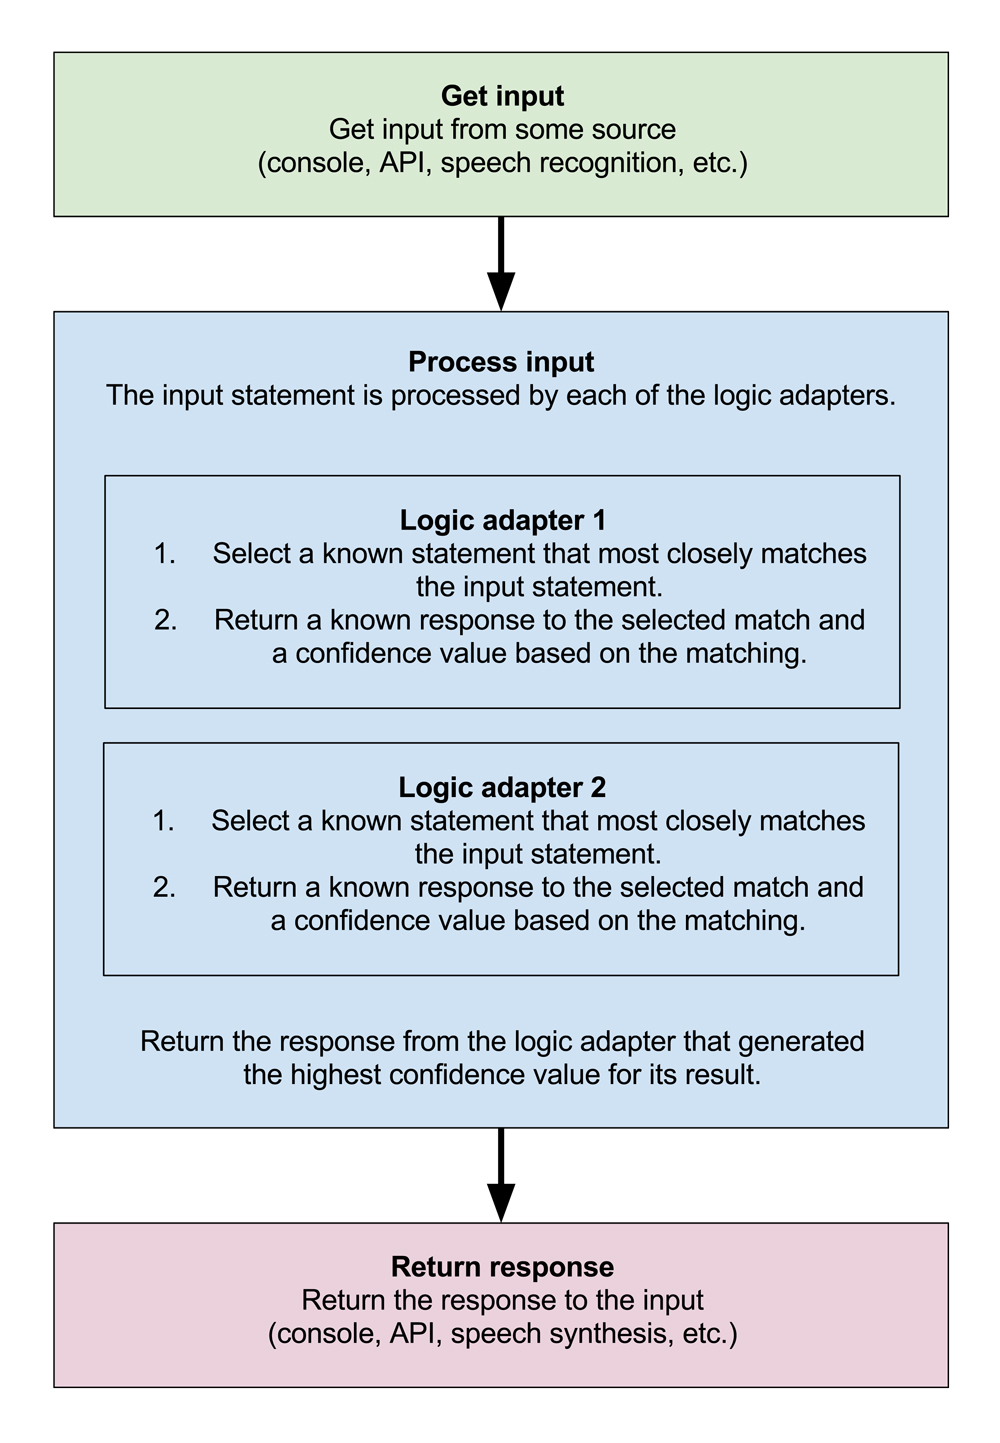 Get input
Get input from some source
(console, API, speech recognition, etc.)
Process input
The input statement is processed by each of the logic adapters.
Logic adapter 1
1. Select a known statement that most closely matches
the input statement.
2. Return a known response to the selected match and
a confidence value based on the matching.
Logic adapter 2
1. Select a known statement that most closely matches
the input statement.
2. Return a known response to the selected match and
a confidence value based on the matching.
Return the response from the logic adapter that generated
the highest confidence value for its result.
Return response
Return the response to the input
(console, API, speech synthesis, etc.)